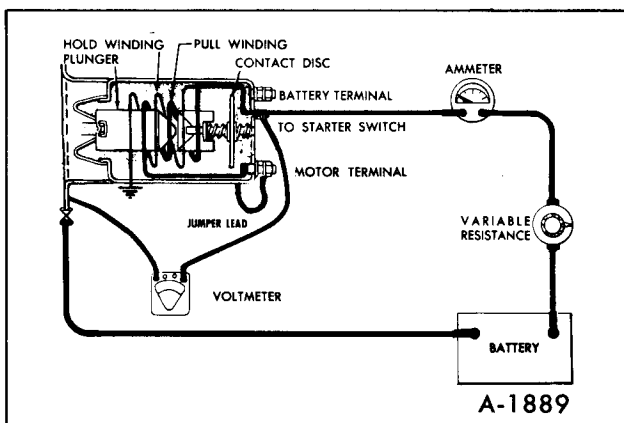 HOLD WINDING
PLUNGER
PULL WINDING
CONTACT DISC
BATTERY TERMINAL
TO STARTER SWITCH
MOTOR TERMINAL
JUMPER LEAD
AMMETER
VARIABLE
RESISTANCE
VOLTMETER
BATTERY
A-1889